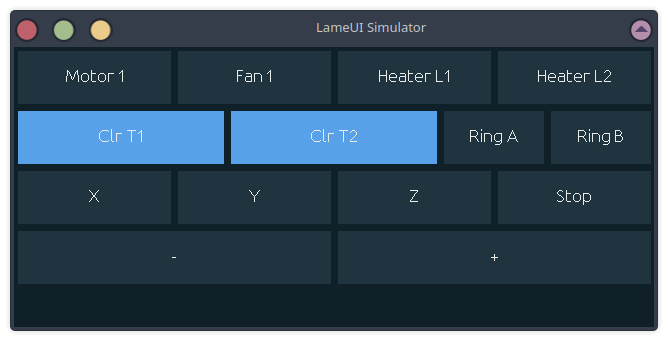 LameUI Simulator
Motor 1 Fan 1 Heater L1 Heater L2
Clr T1 Clr T2 Ring A Ring B
X Y Z Stop
- +